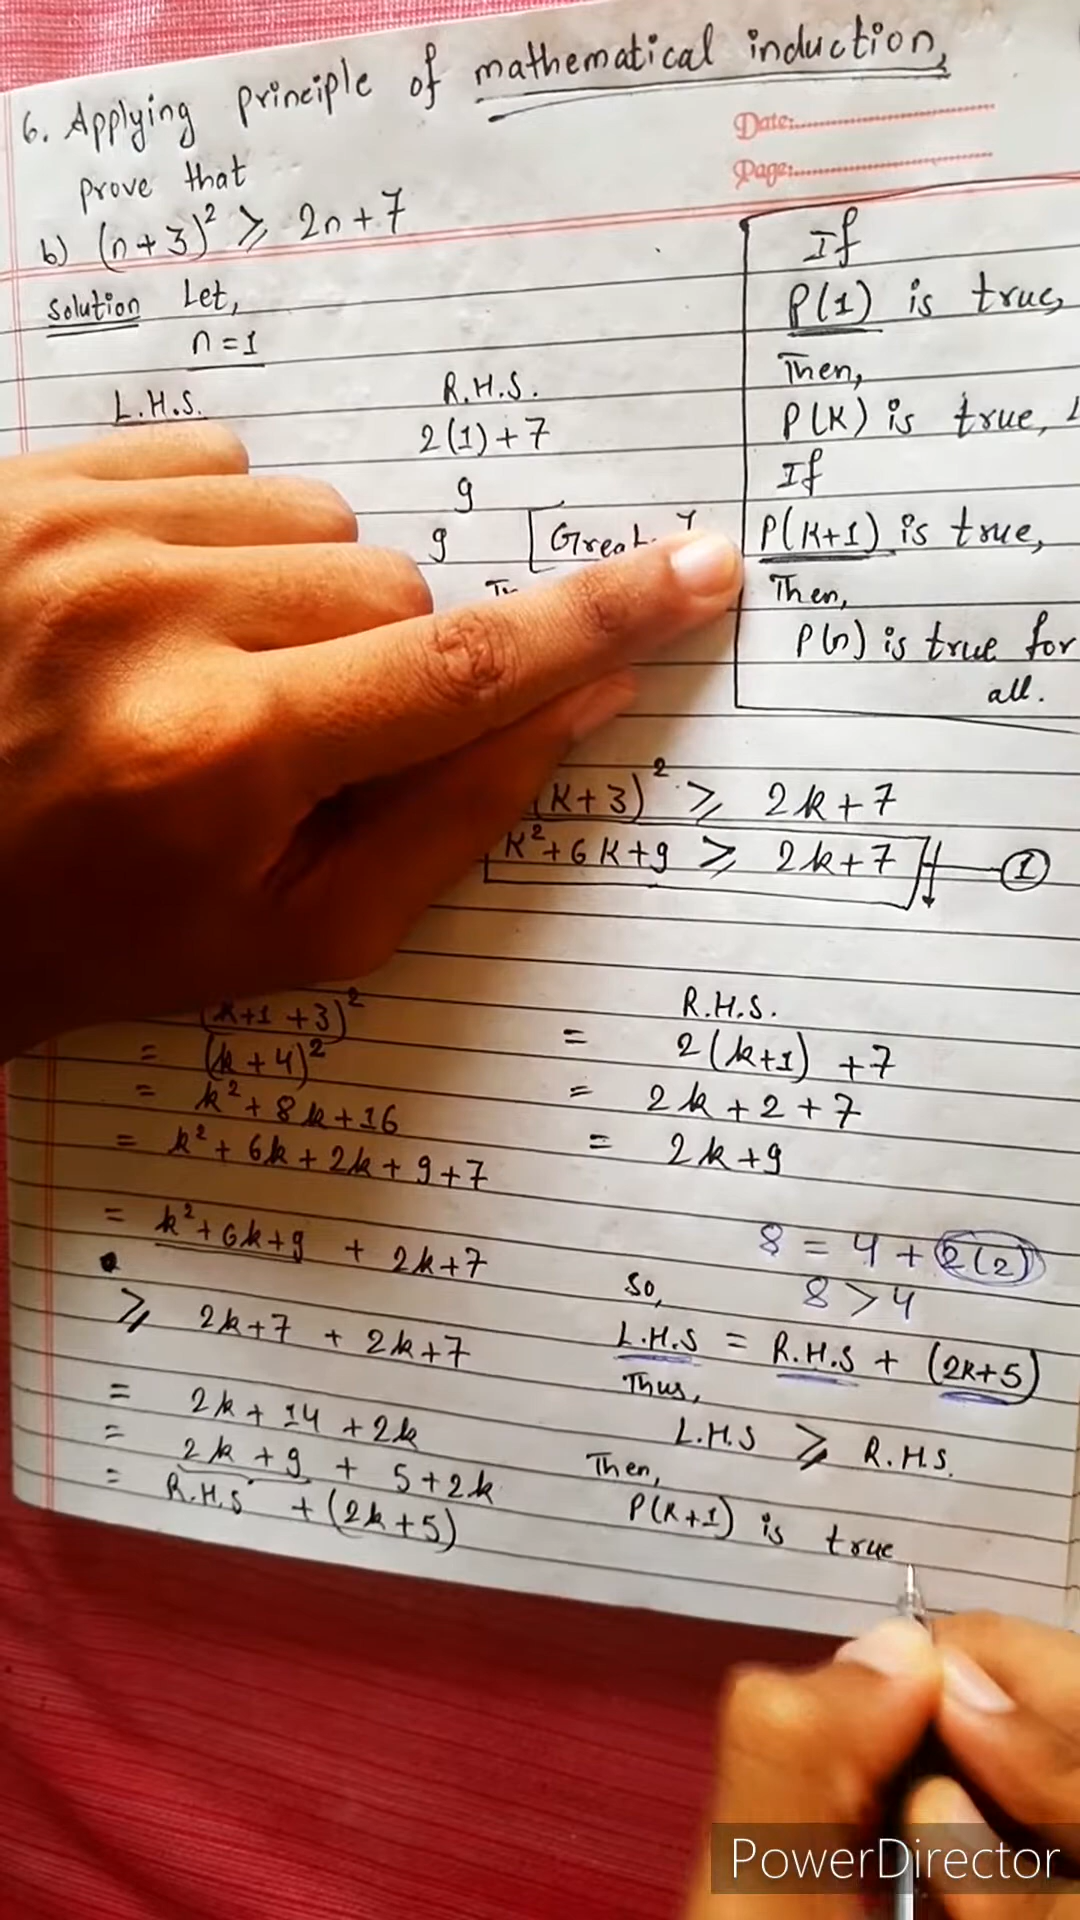 6. Applying principle of mathematical induction,
prove that
Date:
Page:
b) (n+3)² ≥ 2n+7
Solution Let,
n=1
L.H.S. R.H.S.
2(1)+7
9
9
If
P(1) is true,
Then,
P(K) is true,
If
P(K+1) is true,
Then,
P(n) is true for
all.
(K+3)² ≥ 2k+7
K²+6K+9 ≥ 2k+7 ①
(k+1+3)²
= (k+4)²
= k²+8k+16
= k²+6k+2k+9+7
= k²+6k+9 + 2k+7
≥ 2k+7 + 2k+7
= 2k+14+2k
= 2k+9 + 5+2k
= R.H.S + (2k+5)
R.H.S.
= 2(k+1)+7
= 2k+2+7
= 2k+9
8 = 4 + 2(2)
8 > 4
So,
L.H.S = R.H.S + (2k+5)
Thus,
L.H.S ≥ R.H.S.
Then,
P(K+1) is true
PowerDirector